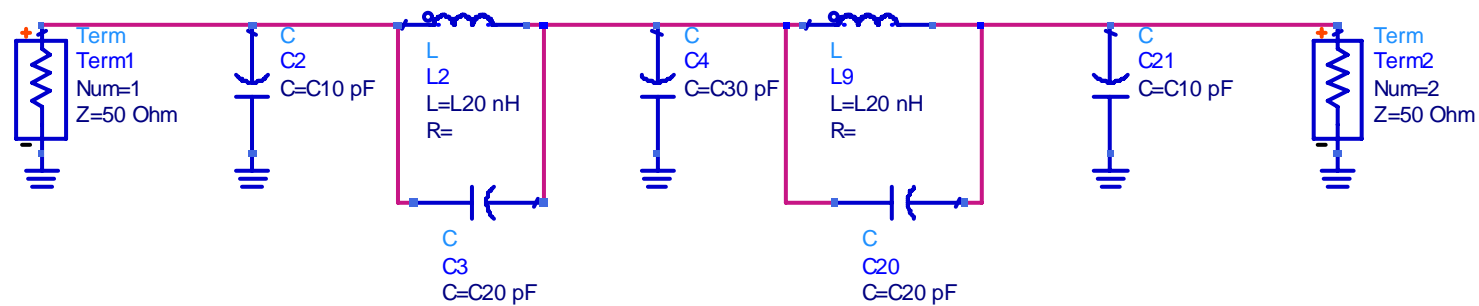 Term
Term1
Num=1
Z=50 Ohm
C
C2
C=C10 pF
L
L2
L=L20 nH
R=
C
C3
C=C20 pF
C
C4
C=C30 pF
L
L9
L=L20 nH
R=
C
C20
C=C20 pF
C
C21
C=C10 pF
Term
Term2
Num=2
Z=50 Ohm